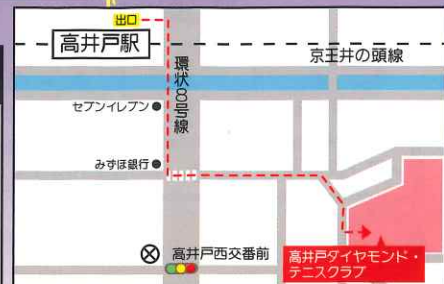 出口
高井戸駅
京王井の頭線
環状8号線
セブンイレブン
みずほ銀行
高井戸西交番前
高井戸ダイヤモンド・
テニスクラブ